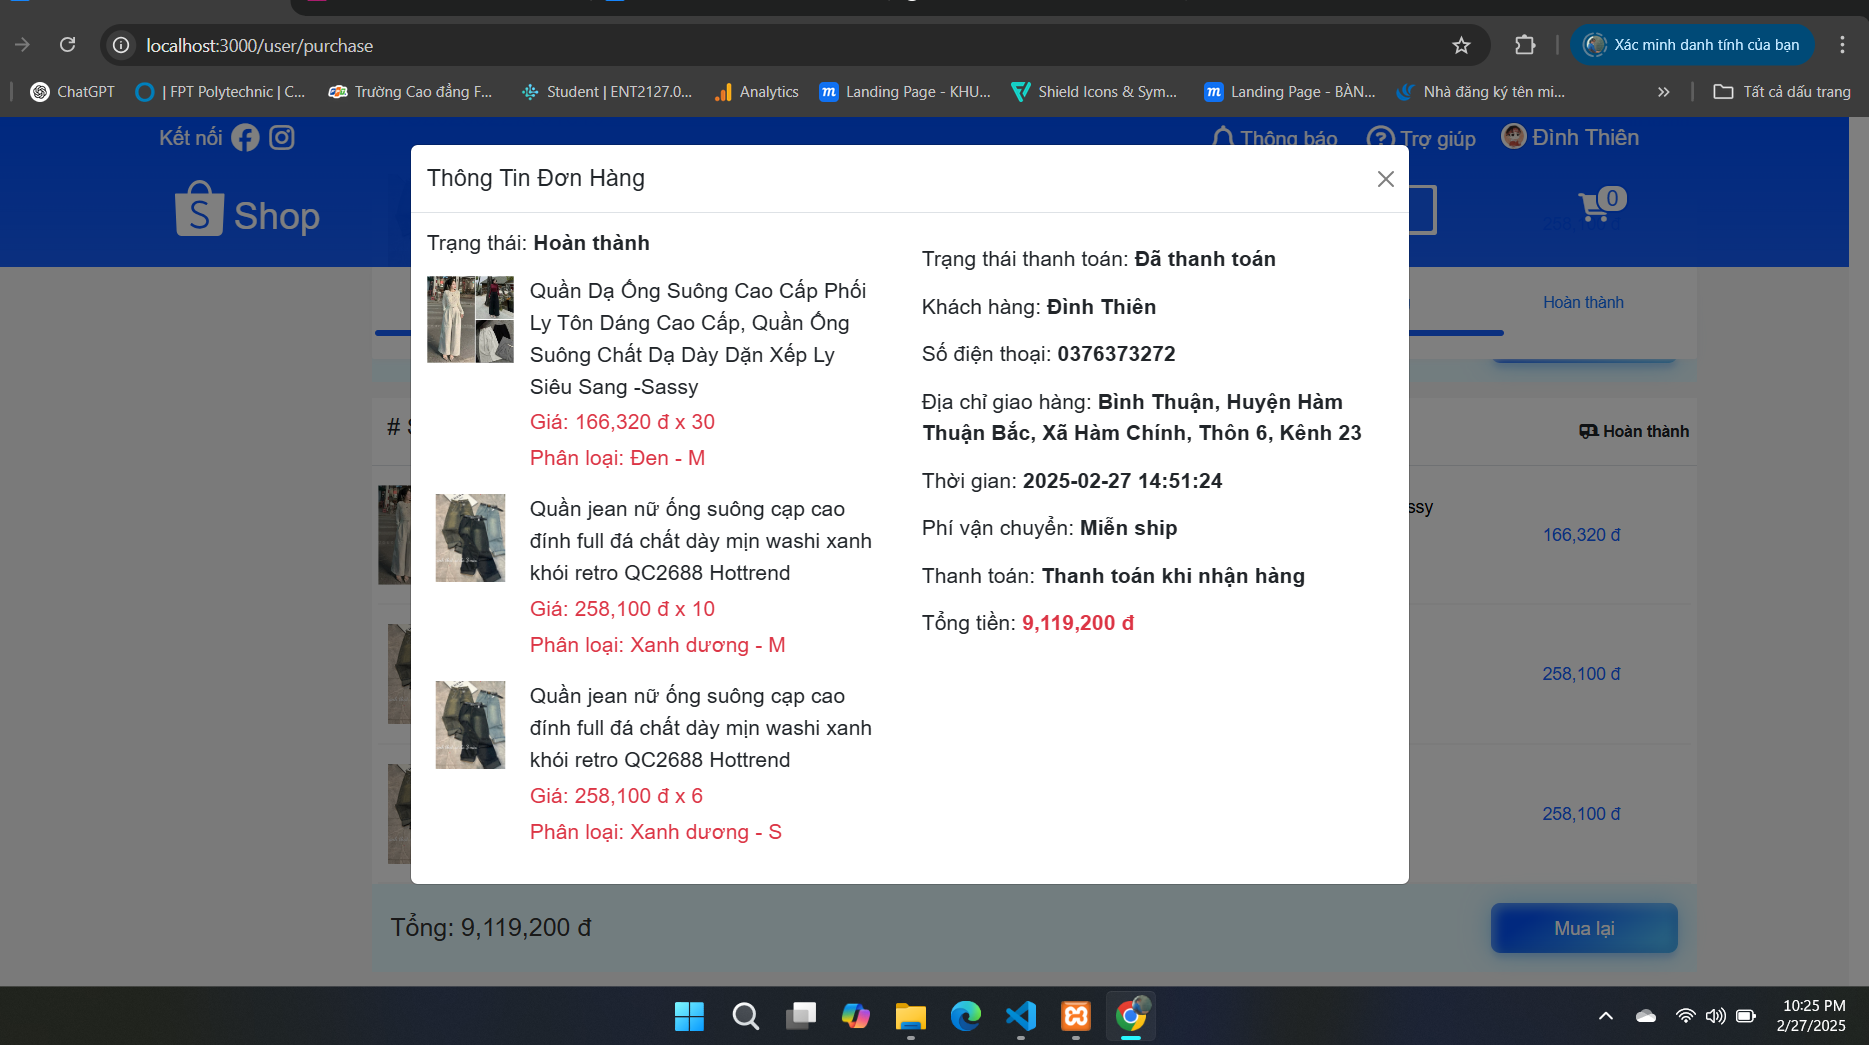 localhost:3000/user/purchase
Xác minh danh tính của bạn
ChatGPT
| FPT Polytechnic | C...
Trường Cao đẳng F...
Student | ENT2127.0...
Analytics
Landing Page - KHU...
Shield Icons & Sym...
Landing Page - BÀN...
Nhà đăng ký tên mi...
Tất cả dấu trang
Kết nối
Thông báo
Trợ giúp
Đình Thiên
Shop
0
258,100 đ
Thông Tin Đơn Hàng
Trạng thái: Hoàn thành
Quần Dạ Ống Suông Cao Cấp Phối
Ly Tôn Dáng Cao Cấp, Quần Ống
Suông Chất Dạ Dày Dặn Xếp Ly
Siêu Sang -Sassy
Giá: 166,320 đ x 30
Phân loại: Đen - M
Quần jean nữ ống suông cạp cao
đính full đá chất dày mịn washi xanh
khói retro QC2688 Hottrend
Giá: 258,100 đ x 10
Phân loại: Xanh dương - M
Quần jean nữ ống suông cạp cao
đính full đá chất dày mịn washi xanh
khói retro QC2688 Hottrend
Giá: 258,100 đ x 6
Phân loại: Xanh dương - S
Trạng thái thanh toán: Đã thanh toán
Khách hàng: Đình Thiên
Số điện thoại: 0376373272
Địa chỉ giao hàng: Bình Thuận, Huyện Hàm
Thuận Bắc, Xã Hàm Chính, Thôn 6, Kênh 23
Thời gian: 2025-02-27 14:51:24
Phí vận chuyển: Miễn ship
Thanh toán: Thanh toán khi nhận hàng
Tổng tiền: 9,119,200 đ
Hoàn thành
#
Hoàn thành
ssy
166,320 đ
258,100 đ
258,100 đ
Tổng: 9,119,200 đ
Mua lại
10:25 PM
2/27/2025